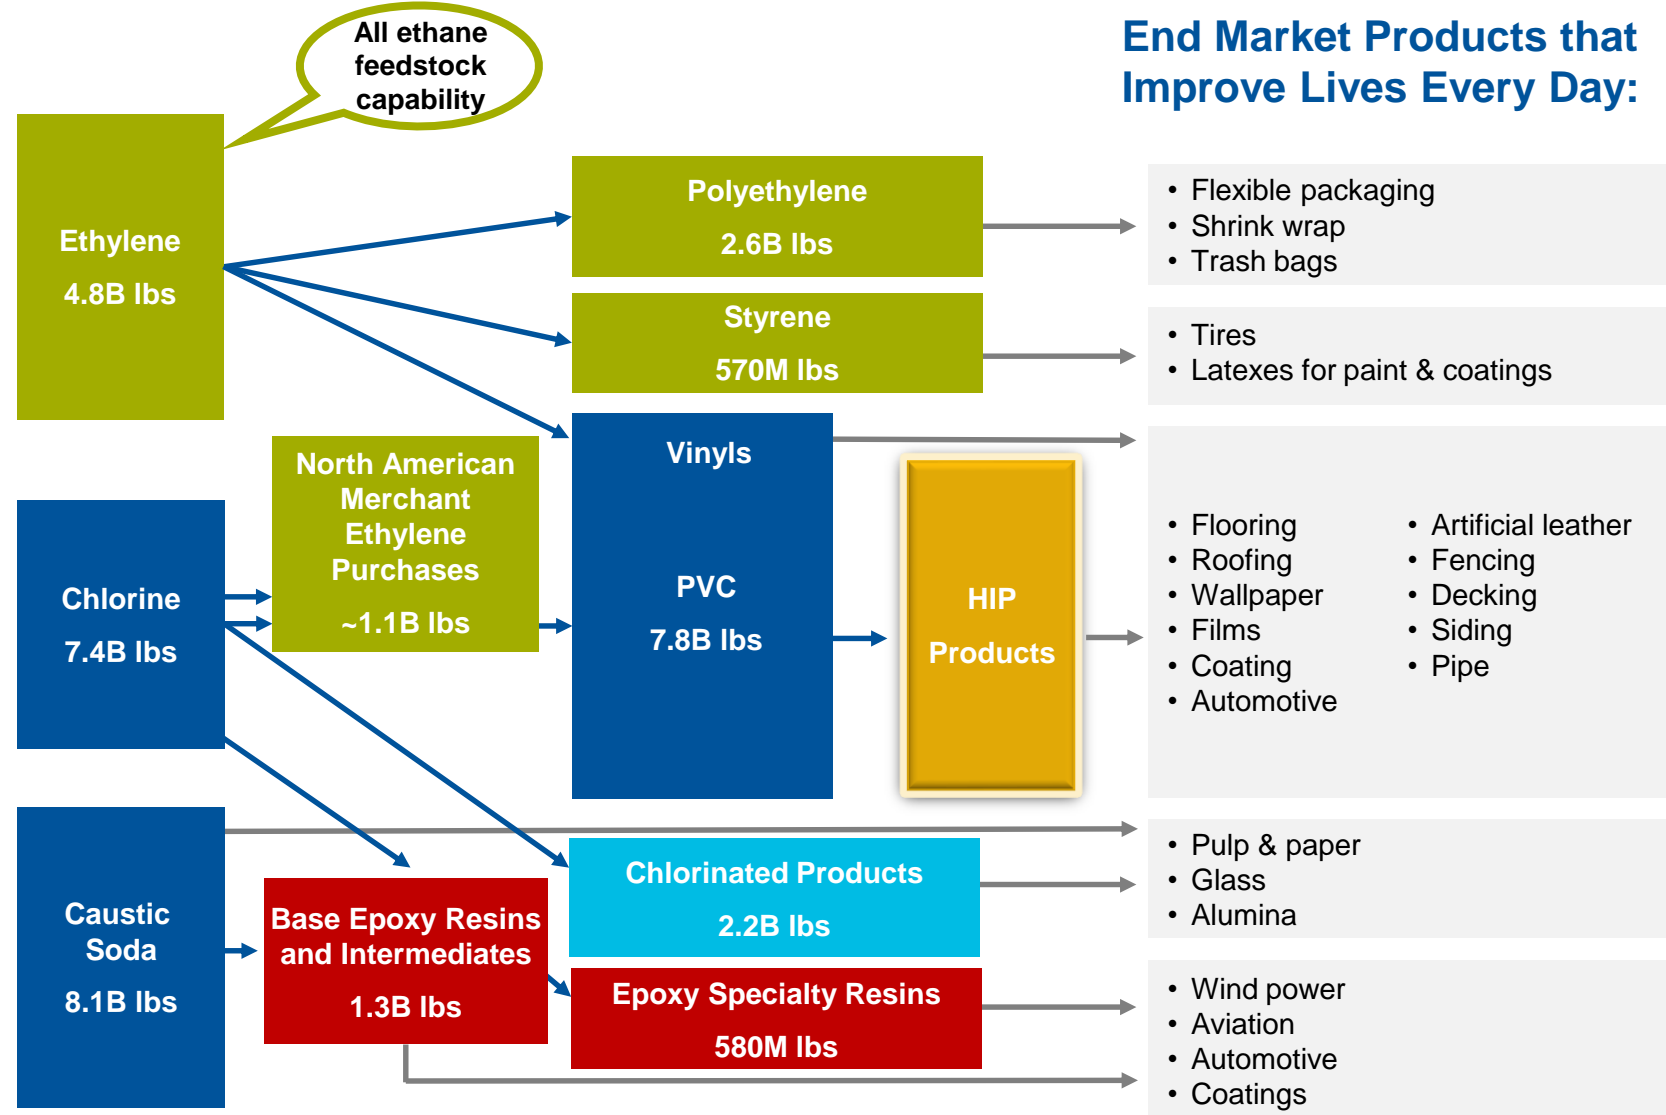 All ethane
feedstock
capability
End Market Products that
Improve Lives Every Day:
Ethylene
4.8B lbs
Polyethylene
2.6B lbs
• Flexible packaging
• Shrink wrap
• Trash bags
Styrene
570M lbs
• Tires
• Latexes for paint & coatings
North American
Merchant
Ethylene
Purchases
~1.1B lbs
Vinyls
PVC
7.8B lbs
HIP
Products
• Flooring
• Roofing
• Wallpaper
• Films
• Coating
• Automotive
• Artificial leather
• Fencing
• Decking
• Siding
• Pipe
Chlorine
7.4B lbs
Caustic
Soda
8.1B lbs
Base Epoxy Resins
and Intermediates
1.3B lbs
Chlorinated Products
2.2B lbs
• Pulp & paper
• Glass
• Alumina
Epoxy Specialty Resins
580M lbs
• Wind power
• Aviation
• Automotive
• Coatings